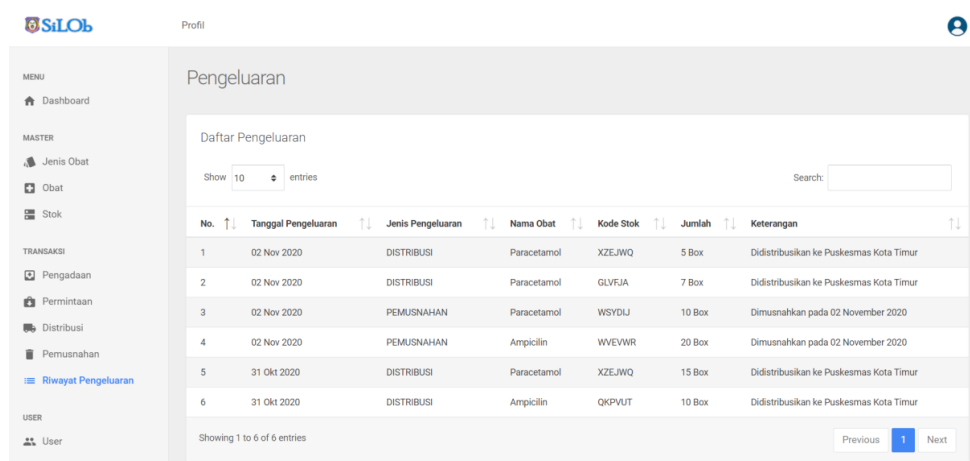 SiLOb
Profil
MENU
Dashboard
MASTER
Jenis Obat
Obat
Stok
TRANSAKSI
Pengadaan
Permintaan
Distribusi
Pemusnahan
Riwayat Pengeluaran
USER
User
Pengeluaran
Daftar Pengeluaran
Show 10 entries
Search:
No. Tanggal Pengeluaran Jenis Pengeluaran Nama Obat Kode Stok Jumlah Keterangan
1 02 Nov 2020 DISTRIBUSI Paracetamol XZEJWQ 5 Box Didistribusikan ke Puskesmas Kota Timur
2 02 Nov 2020 DISTRIBUSI Paracetamol GLVFJA 7 Box Didistribusikan ke Puskesmas Kota Timur
3 02 Nov 2020 PEMUSNAHAN Paracetamol WSYDIJ 10 Box Dimusnahkan pada 02 November 2020
4 02 Nov 2020 PEMUSNAHAN Ampicilin WVEVWR 20 Box Dimusnahkan pada 02 November 2020
5 31 Okt 2020 DISTRIBUSI Paracetamol XZEJWQ 15 Box Didistribusikan ke Puskesmas Kota Timur
6 31 Okt 2020 DISTRIBUSI Ampicilin QKPVUT 10 Box Didistribusikan ke Puskesmas Kota Timur
Showing 1 to 6 of 6 entries
Previous 1 Next